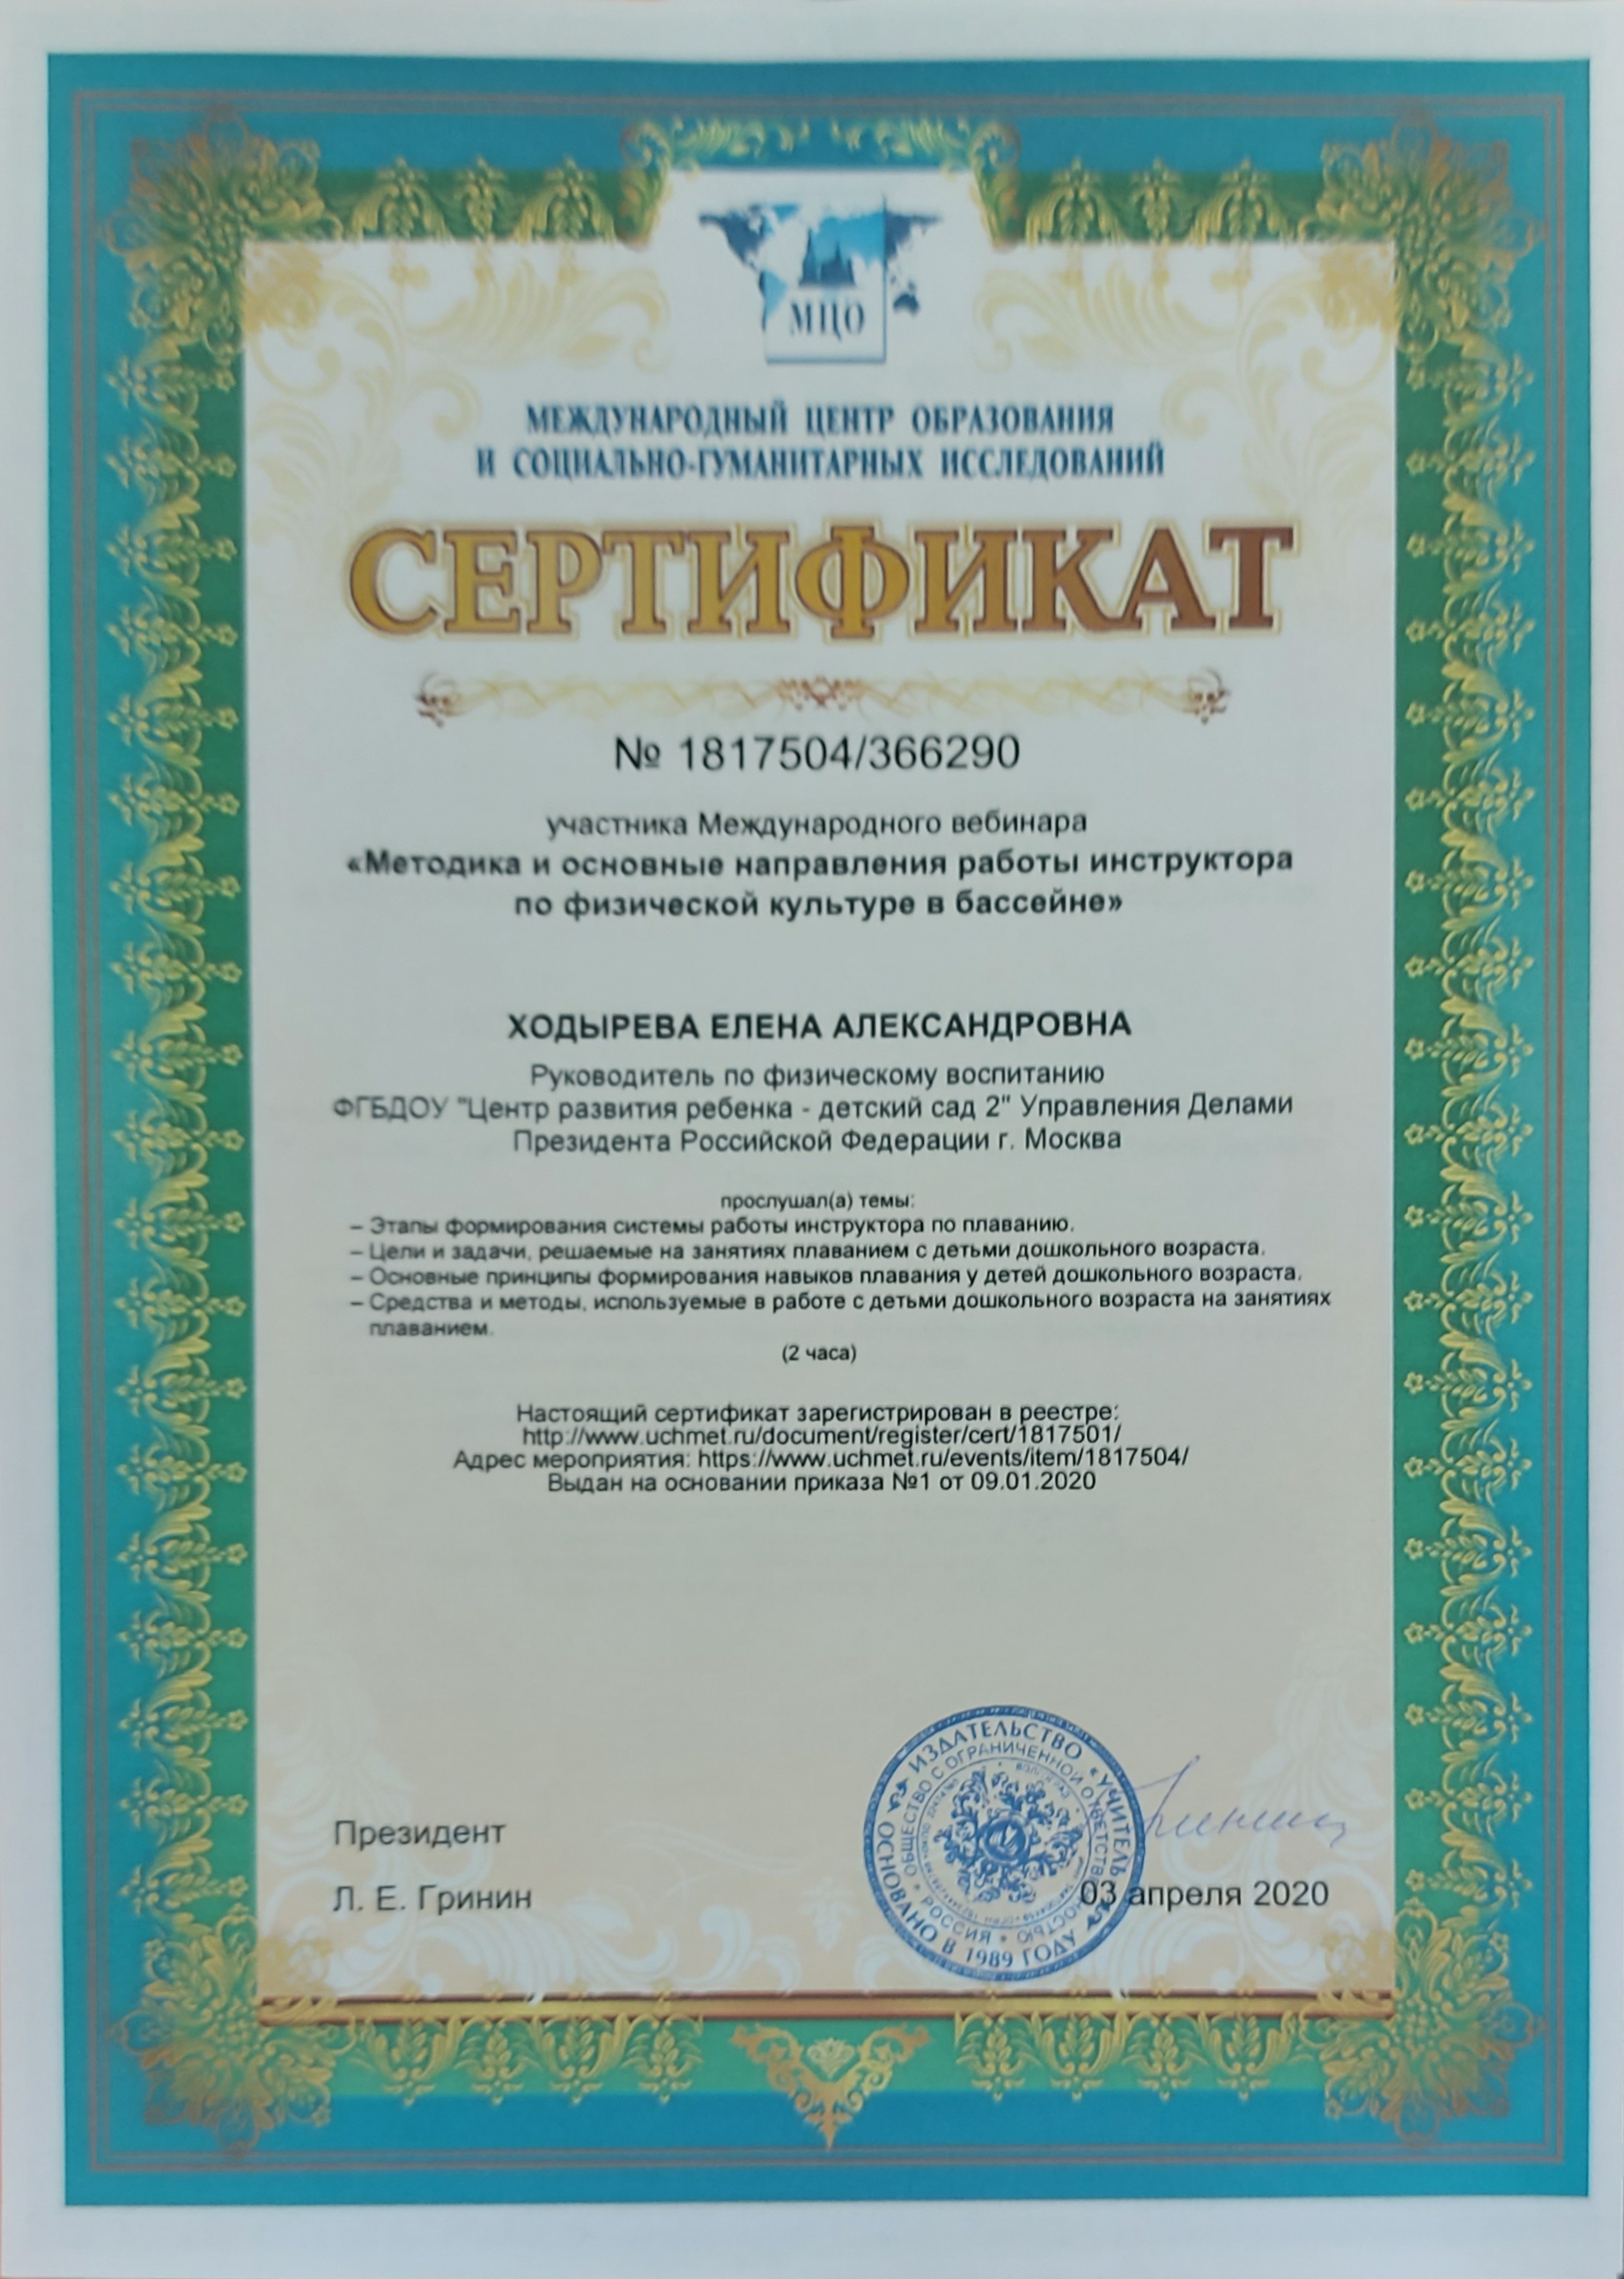 МЦО
МЕЖДУНАРОДНЫЙ ЦЕНТР ОБРАЗОВАНИЯ
И СОЦИАЛЬНО-ГУМАНИТАРНЫХ ИССЛЕДОВАНИЙ
СЕРТИФИКАТ
№ 1817504/366290
участника Международного вебинара
«Методика и основные направления работы инструктора
по физической культуре в бассейне»
ХОДЫРЕВА ЕЛЕНА АЛЕКСАНДРОВНА
Руководитель по физическому воспитанию
ФГБДОУ "Центр развития ребенка - детский сад 2" Управления Делами
Президента Российской Федерации г. Москва
прослушал(а) темы:
– Этапы формирования системы работы инструктора по плаванию.
– Цели и задачи, решаемые на занятиях плаванием с детьми дошкольного возраста.
– Основные принципы формирования навыков плавания у детей дошкольного возраста.
– Средства и методы, используемые в работе с детьми дошкольного возраста на занятиях
плаванием.
(2 часа)
Настоящий сертификат зарегистрирован в реестре:
http://www.uchmet.ru/document/register/cert/1817501/
Адрес мероприятия: https://www.uchmet.ru/events/item/1817504/
Выдан на основании приказа №1 от 09.01.2020
ИЗДАТЕЛЬСТВО «УЧИТЕЛЬ»
ОСНОВАНО В 1989 ГОДУ
ОБЩЕСТВО С ОГРАНИЧЕННОЙ ОТВЕТСТВЕННОСТЬЮ
РОССИЯ
Президент
Л. Е. Гринин
03 апреля 2020